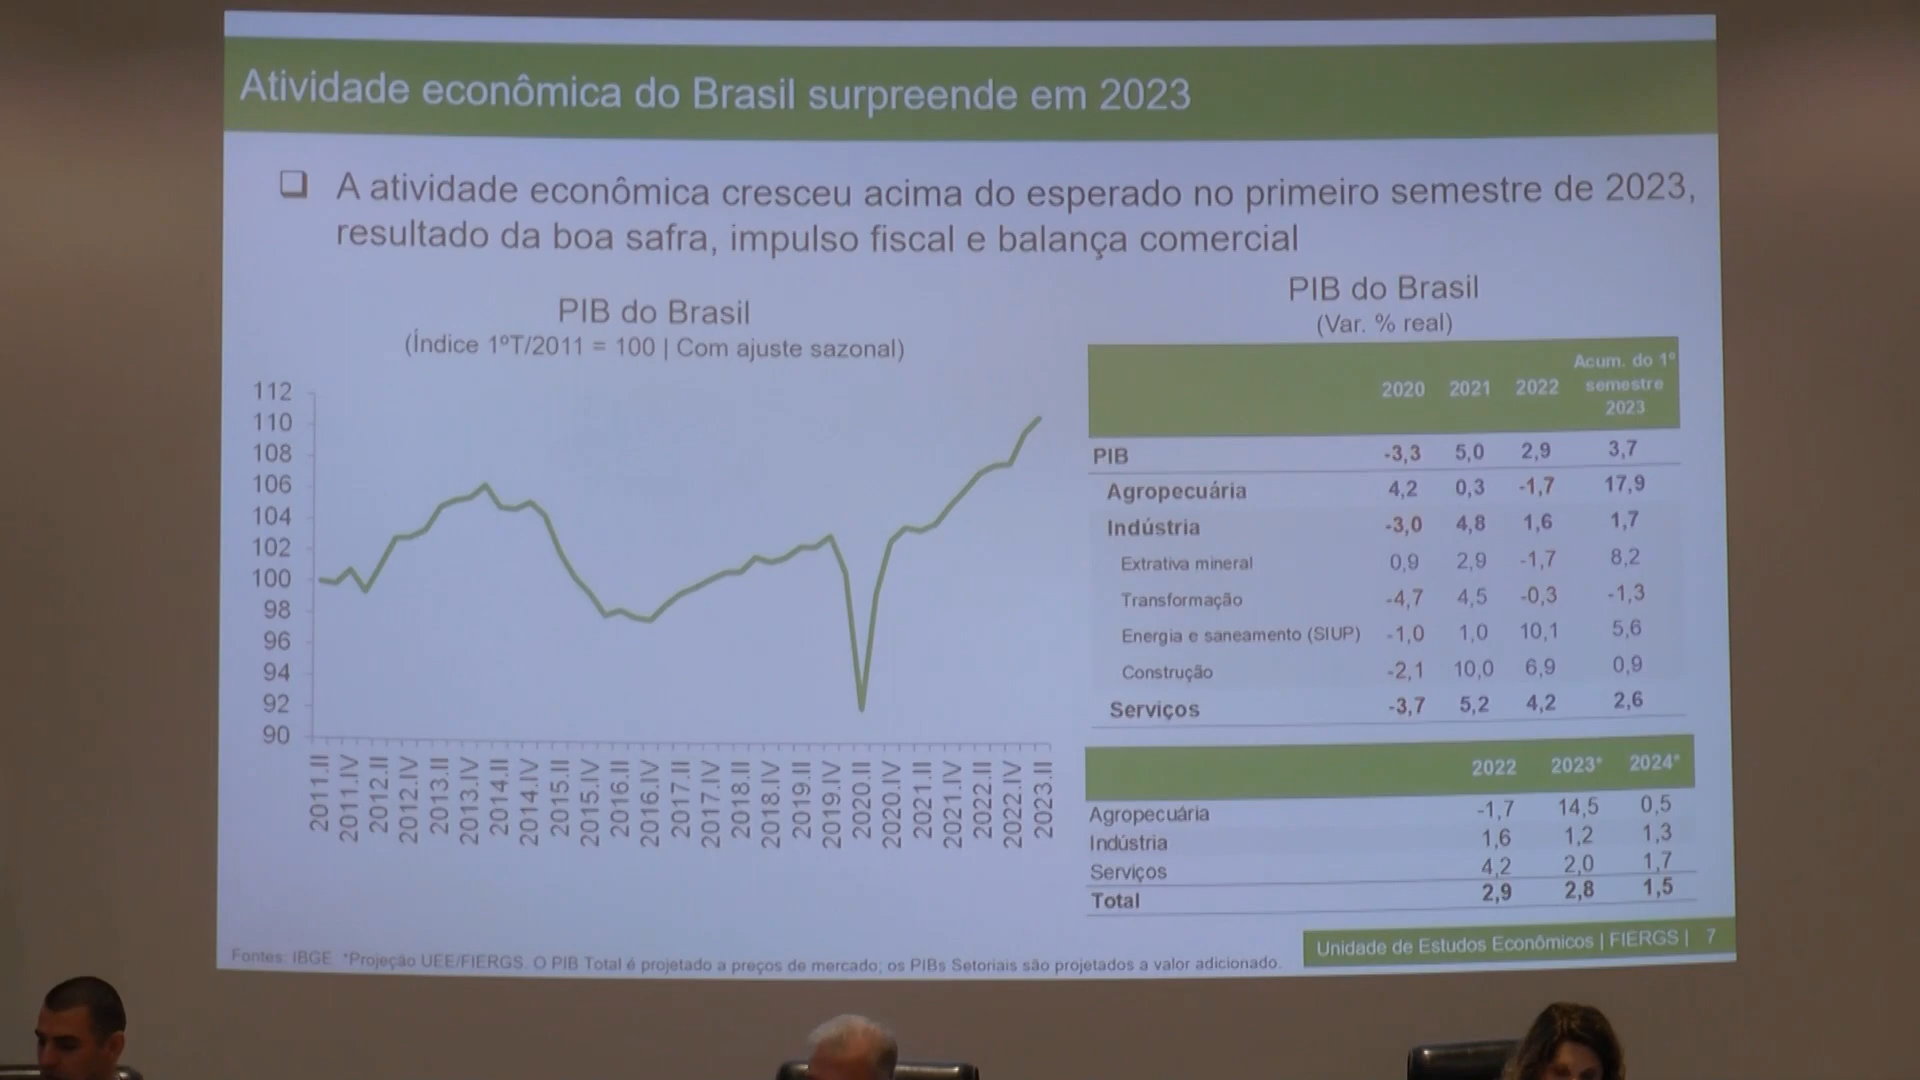 Atividade econômica do Brasil surpreende em 2023
A atividade econômica cresceu acima do esperado no primeiro semestre de 2023,
resultado da boa safra, impulso fiscal e balança comercial
PIB do Brasil
(Índice 1ºT/2011 = 100 | Com ajuste sazonal)
112
110
108
106
104
102
100
98
96
94
92
90
2011.II
2011.IV
2012.II
2012.IV
2013.II
2013.IV
2014.II
2014.IV
2015.II
2015.IV
2016.II
2016.IV
2017.II
2017.IV
2018.II
2018.IV
2019.II
2019.IV
2020.II
2020.IV
2021.II
2021.IV
2022.II
2022.IV
2023.II
PIB do Brasil
(Var. % real)
2020 2021 2022 Acum. do 1º
semestre
2023
PIB -3,3 5,0 2,9 3,7
Agropecuária 4,2 0,3 -1,7 17,9
Indústria -3,0 4,8 1,6 1,7
Extrativa mineral 0,9 2,9 -1,7 8,2
Transformação -4,7 4,5 -0,3 -1,3
Energia e saneamento (SIUP) -1,0 1,0 10,1 5,6
Construção -2,1 10,0 6,9 0,9
Serviços -3,7 5,2 4,2 2,6
2022 2023* 2024*
Agropecuária -1,7 14,5 0,5
Indústria 1,6 1,2 1,3
Serviços 4,2 2,0 1,7
Total 2,9 2,8 1,5
Fontes: IBGE. *Projeção UEE/FIERGS. O PIB Total é projetado a preços de mercado; os PIBs Setoriais são projetados a valor adicionado.
Unidade de Estudos Econômicos | FIERGS | 7